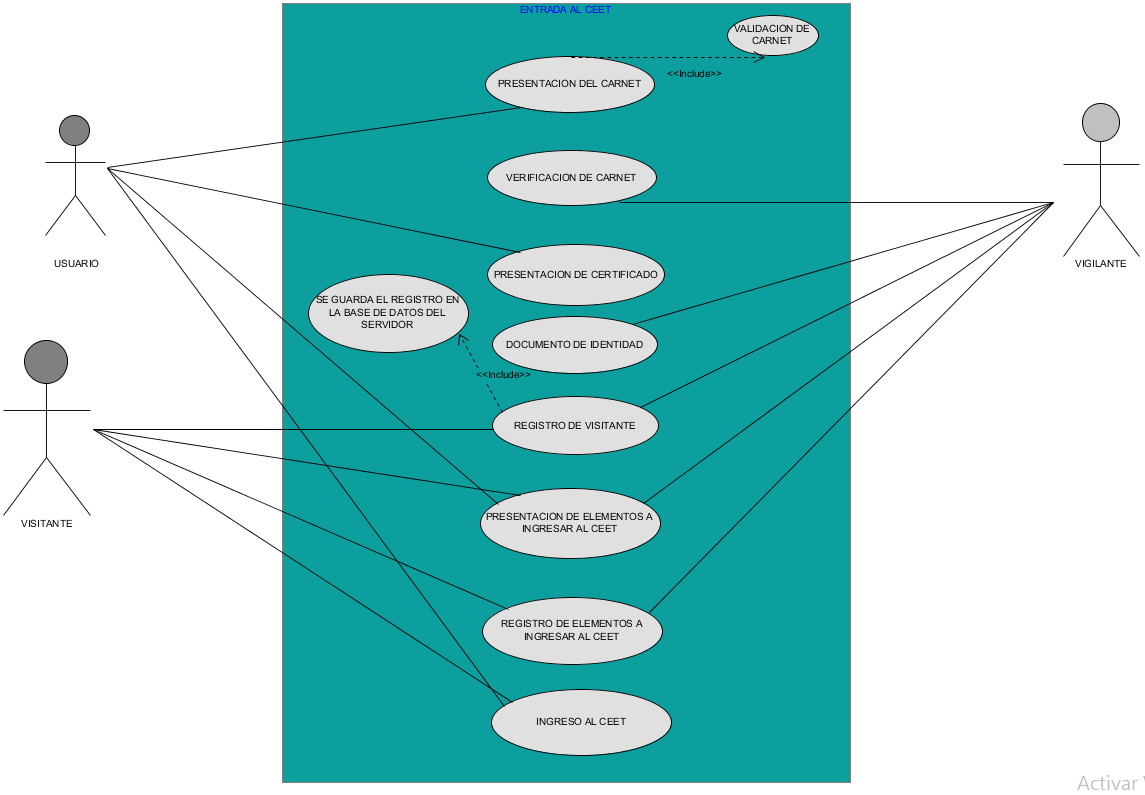 ENTRADA AL CEET
VALIDACION DE
CARNET
<<Include>>
PRESENTACION DEL CARNET
VERIFICACION DE CARNET
USUARIO
VIGILANTE
PRESENTACION DE CERTIFICADO
SE GUARDA EL REGISTRO EN
LA BASE DE DATOS DEL
SERVIDOR
DOCUMENTO DE IDENTIDAD
<<Include>>
REGISTRO DE VISITANTE
VISITANTE
PRESENTACION DE ELEMENTOS A
INGRESAR AL CEET
REGISTRO DE ELEMENTOS A
INGRESAR AL CEET
INGRESO AL CEET
Activar